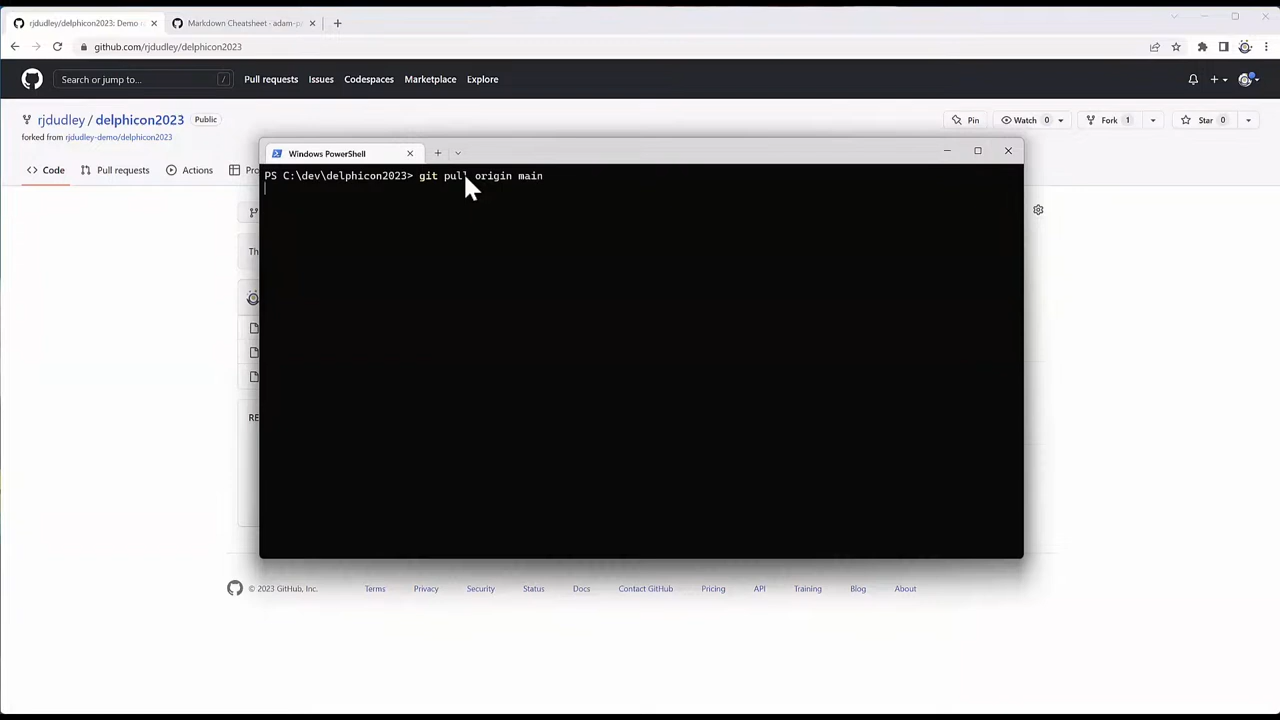 rjdudley/delphicon2023: Demo r
Markdown Cheatsheet · adam-p
github.com/rjdudley/delphicon2023
Search or jump to... /
Pull requests Issues Codespaces Marketplace Explore
rjdudley / delphicon2023 Public
Pin Watch 0 Fork 1 Star 0
forked from rjdudley-demo/delphicon2023
Code Pull requests Actions Pr
Windows PowerShell
PS C:\dev\delphicon2023> git pull origin main
Th
RE
© 2023 GitHub, Inc. Terms Privacy Security Status Docs Contact GitHub Pricing API Training Blog About